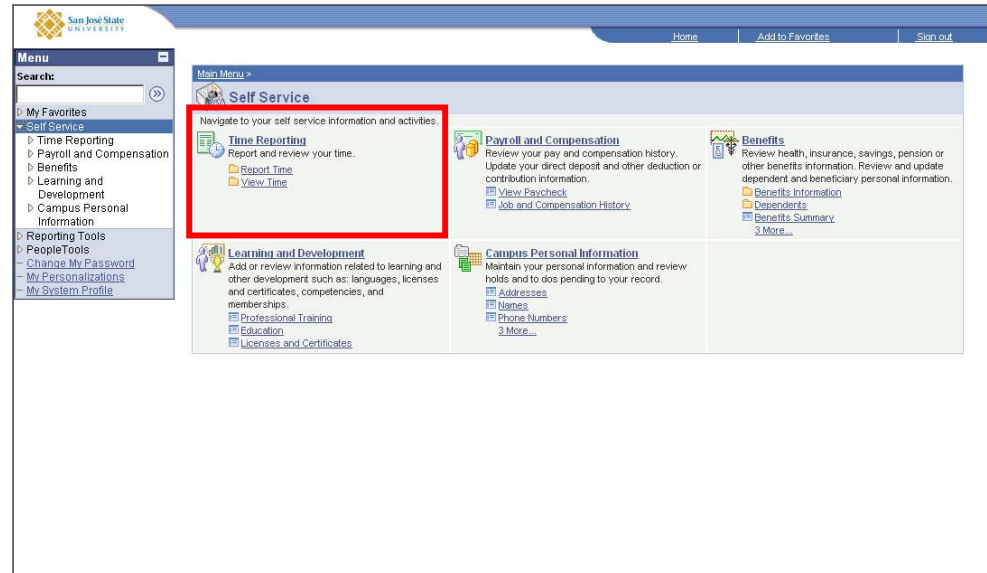 San José State
UNIVERSITY
Home
Add to Favorites
Sign out
Menu
Search:
My Favorites
Self Service
Time Reporting
Payroll and Compensation
Benefits
Learning and
Development
Campus Personal
Information
Reporting Tools
PeopleTools
Change My Password
My Personalizations
My System Profile
Main Menu >
Self Service
Navigate to your self service information and activities.
Time Reporting
Report and review your time.
Report Time
View Time
Payroll and Compensation
Review your pay and compensation history.
Update your direct deposit and other deduction or
contribution information.
View Paycheck
Job and Compensation History
Benefits
Review health, insurance, savings, pension or
other benefits information. Review and update
dependent and beneficiary personal information.
Benefits Information
Dependents
Benefits Summary
3 More...
Learning and Development
Add or review information related to learning and
other development such as: languages, licenses
and certificates, competencies, and
memberships.
Professional Training
Education
Licenses and Certificates
Campus Personal Information
Maintain your personal information and review
holds and to dos pending to your record.
Addresses
Names
Phone Numbers
3 More...